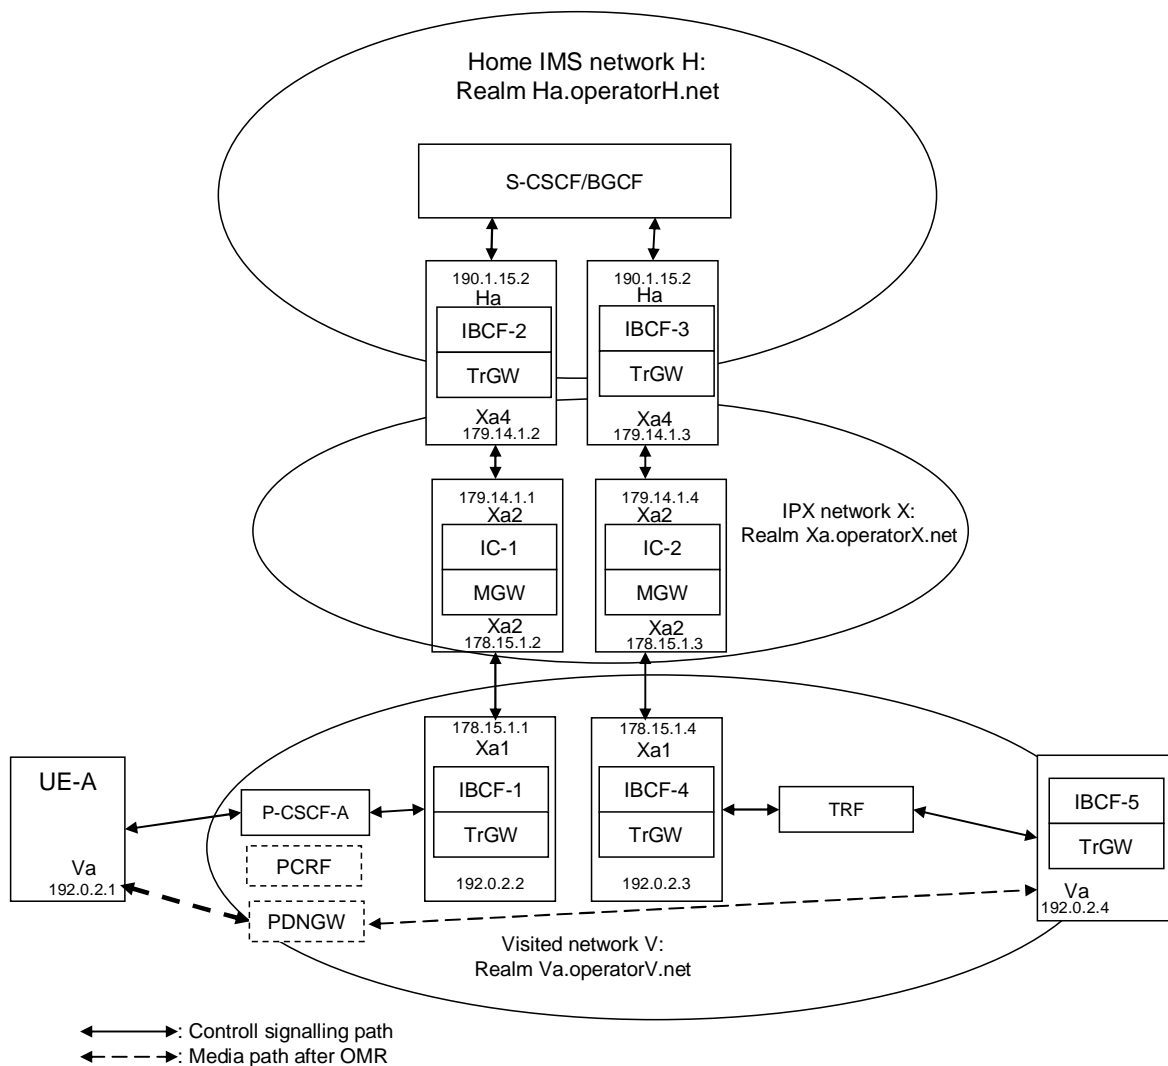 Home IMS network H:
Realm Ha.operatorH.net
S-CSCF/BGCF
190.1.15.2
Ha
IBCF-2
TrGW
Xa4
179.14.1.2
190.1.15.2
Ha
IBCF-3
TrGW
Xa4
179.14.1.3
179.14.1.1
Xa2
IC-1
MGW
Xa2
178.15.1.2
179.14.1.4
Xa2
IC-2
MGW
Xa2
178.15.1.3
IPX network X:
Realm Xa.operatorX.net
UE-A
Va
192.0.2.1
P-CSCF-A
PCRF
PDNGW
178.15.1.1
Xa1
IBCF-1
TrGW
192.0.2.2
178.15.1.4
Xa1
IBCF-4
TrGW
192.0.2.3
TRF
IBCF-5
TrGW
Va
192.0.2.4
Visited network V:
Realm Va.operatorV.net
: Controll signalling path
: Media path after OMR